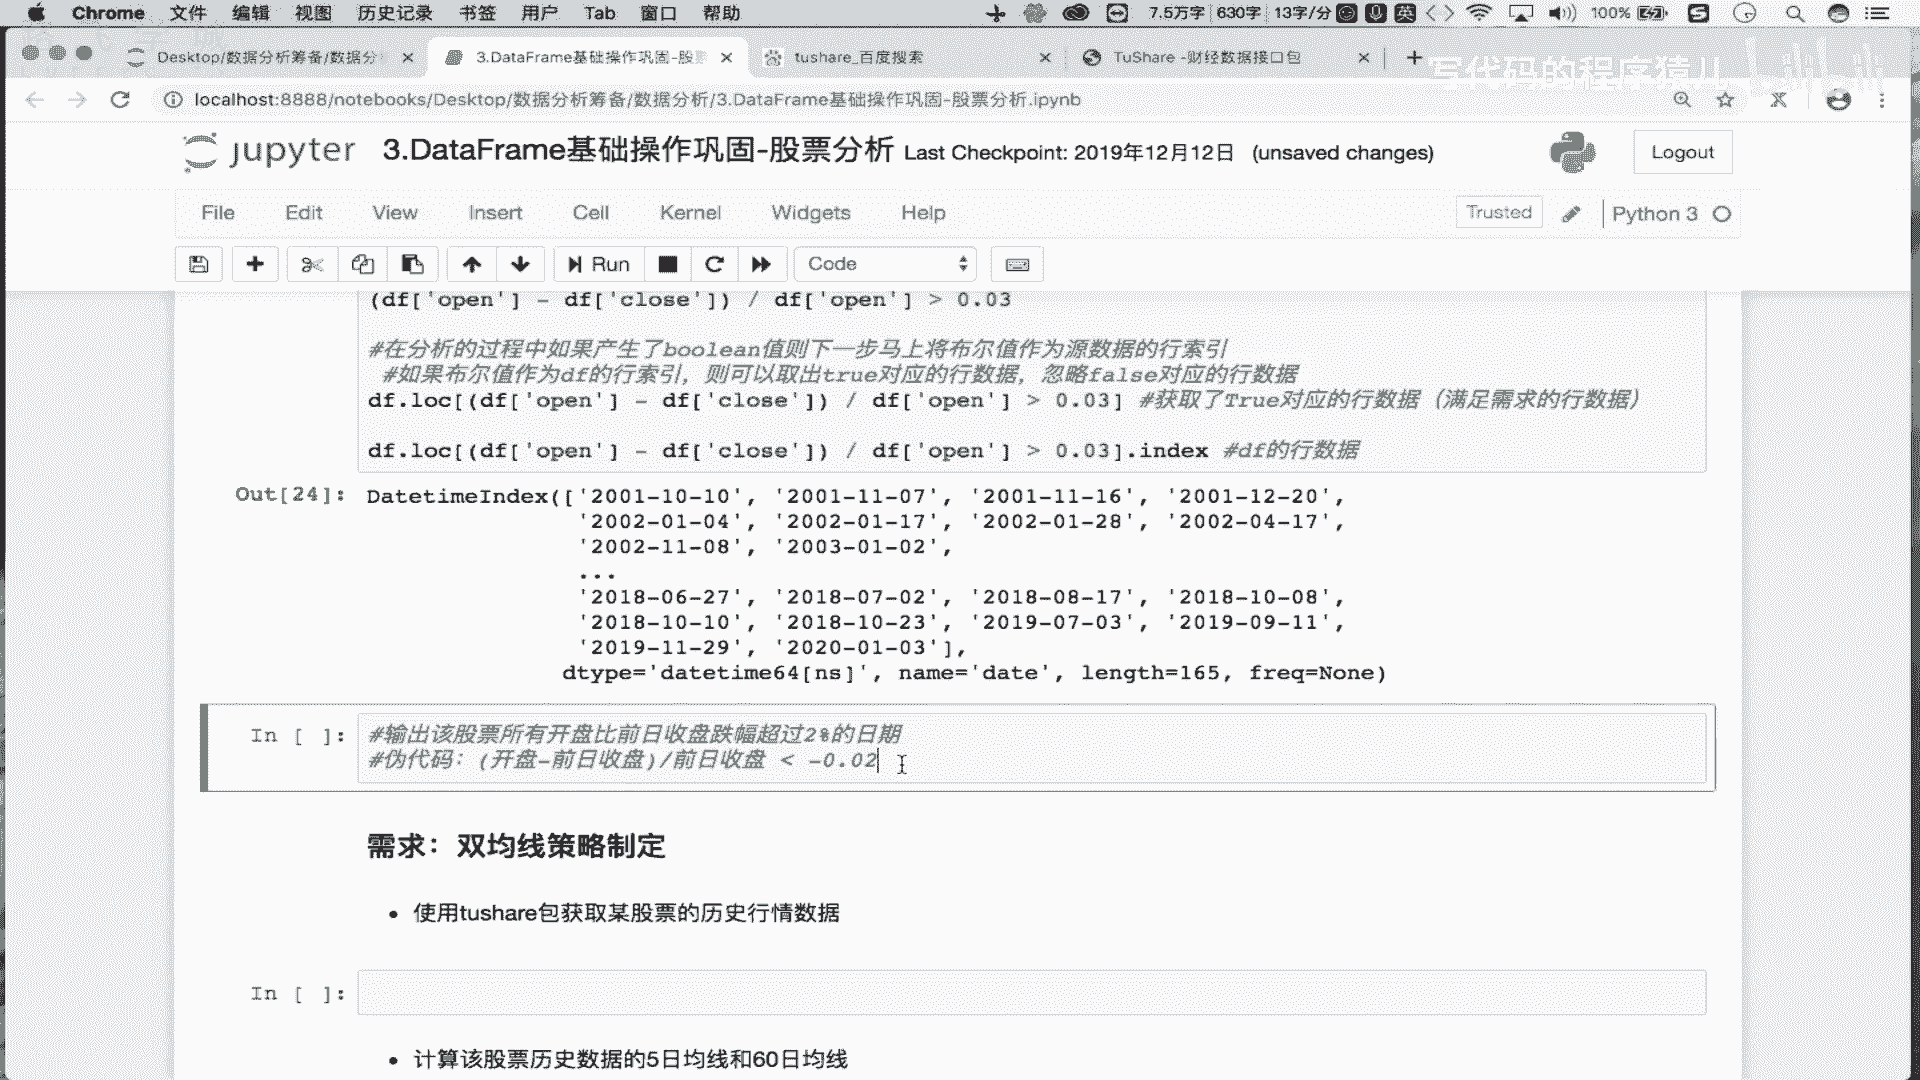 Chrome 文件 编辑 视图 历史记录 书签 用户 Tab 窗口 帮助 7.5万字 630字 13字/分 英 100%
Desktop/数据分析筹备/数据分
3.DataFrame基础操作巩固-股
tushare_百度搜索
TuShare -财经数据接口包
写代码的程序猿儿
localhost:8888/notebooks/Desktop/数据分析筹备/数据分析/3.DataFrame基础操作巩固-股票分析.ipynb
jupyter 3.DataFrame基础操作巩固-股票分析 Last Checkpoint: 2019年12月12日 (unsaved changes)
Logout
File Edit View Insert Cell Kernel Widgets Help
Trusted
Python 3
Run
Code
(df['open'] - df['close']) / df['open'] > 0.03
#在分析的过程中如果产生了boolean值则下一步马上将布尔值作为源数据的行索引
#如果布尔值作为df的行索引，则可以取出true对应的行数据，忽略false对应的行数据
df.loc[(df['open'] - df['close']) / df['open'] > 0.03] #获取了True对应的行数据（满足需求的行数据）
df.loc[(df['open'] - df['close']) / df['open'] > 0.03].index #df的行数据
Out[24]: DatetimeIndex(['2001-10-10', '2001-11-07', '2001-11-16', '2001-12-20',
'2002-01-04', '2002-01-17', '2002-01-28', '2002-04-17',
'2002-11-08', '2003-01-02',
...
'2018-06-27', '2018-07-02', '2018-08-17', '2018-10-08',
'2018-10-10', '2018-10-23', '2019-07-03', '2019-09-11',
'2019-11-29', '2020-01-03'],
dtype='datetime64[ns]', name='date', length=165, freq=None)
In [ ]: #输出该股票所有开盘比前日收盘跌幅超过2%的日期
#伪代码：(开盘-前日收盘)/前日收盘 < -0.02
需求：双均线策略制定
• 使用tushare包获取某股票的历史行情数据
In [ ]:
• 计算该股票历史数据的5日均线和60日均线